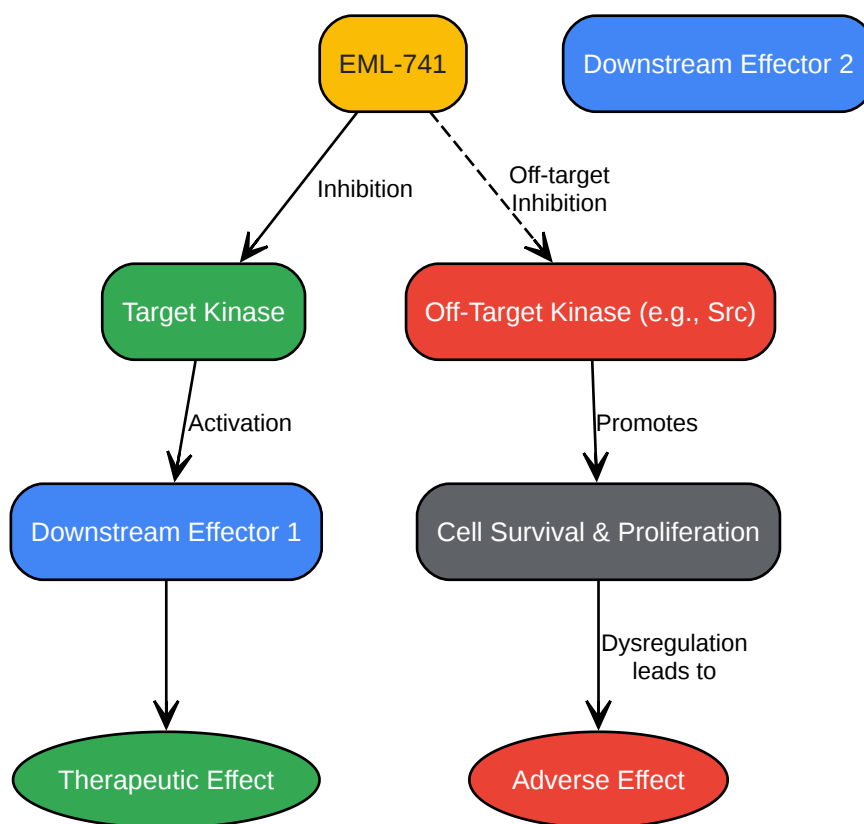 EML-741
Downstream Effector 2
Inhibition
Off-target
Inhibition
Target Kinase
Off-Target Kinase (e.g., Src)
Activation
Promotes
Downstream Effector 1
Cell Survival & Proliferation
Dysregulation
leads to
Therapeutic Effect
Adverse Effect